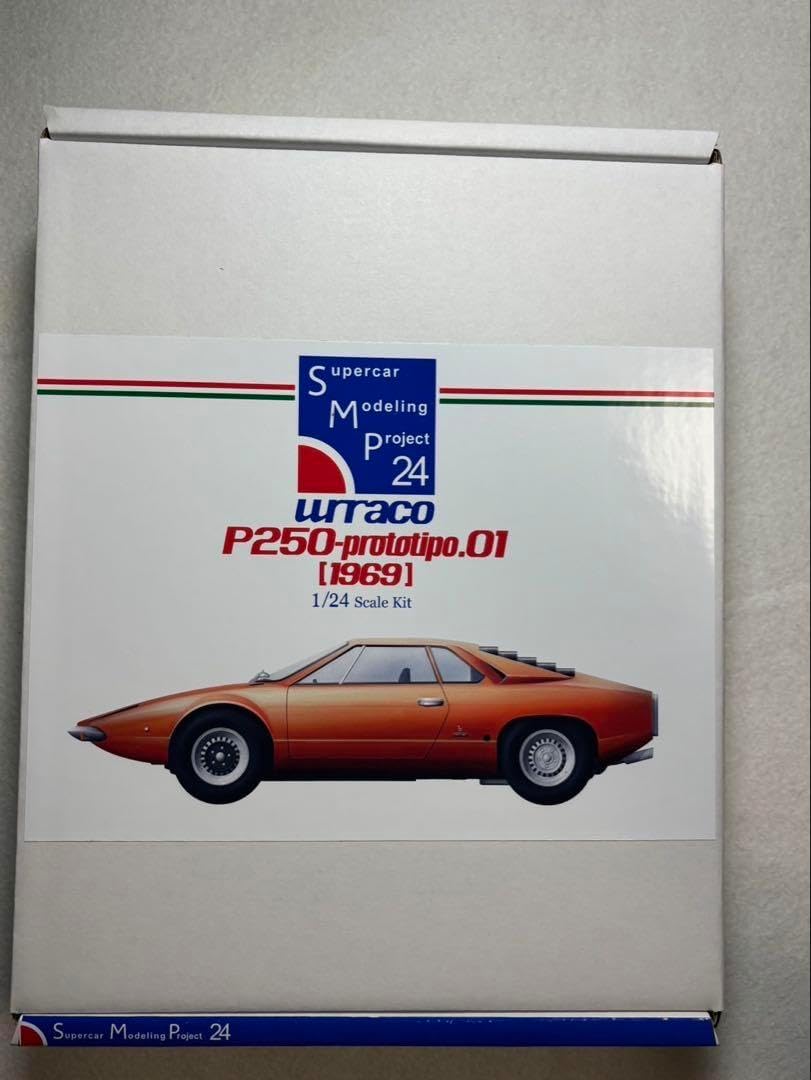 Supercar
Modeling
Project
24
urraco
P250-prototipo.01
[1969]
1/24 Scale Kit
Supercar Modeling Project 24